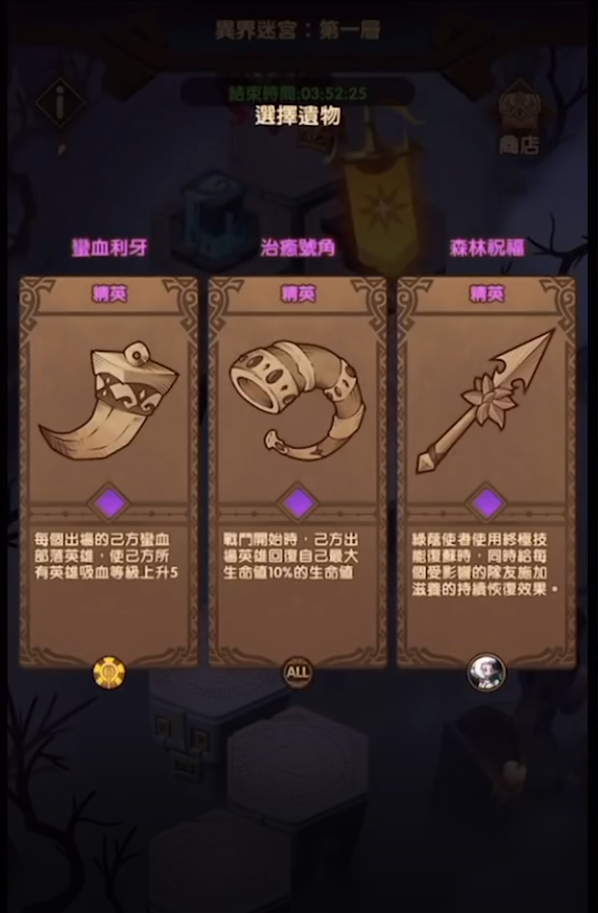 異界迷宮：第一層
結束時間:03:52:25
選擇遺物
商店
蠻血利牙
治癒號角
森林祝福
精英
精英
精英
每個出場的己方蠻血
部落英雄，使己方所
有英雄吸血等級上升5
戰鬥開始時，己方出
場英雄回復自己最大
生命值10%的生命值
綠蔭使者使用終極技
能復蘇時，同時給每
個受影響的隊友施加
滋養的持續恢復效果。
ALL